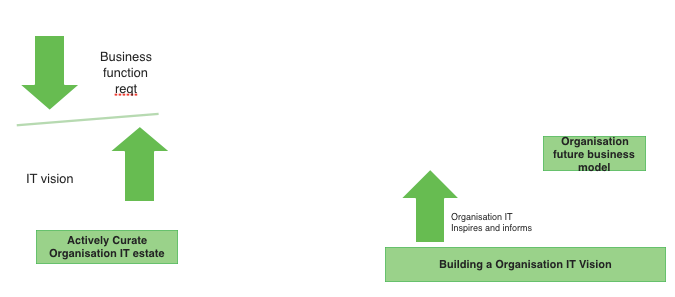 Business
function
reqt
IT vision
Actively Curate
Organisation IT estate
Organisation
future business
model
Organisation IT
Inspires and informs
Building a Organisation IT Vision